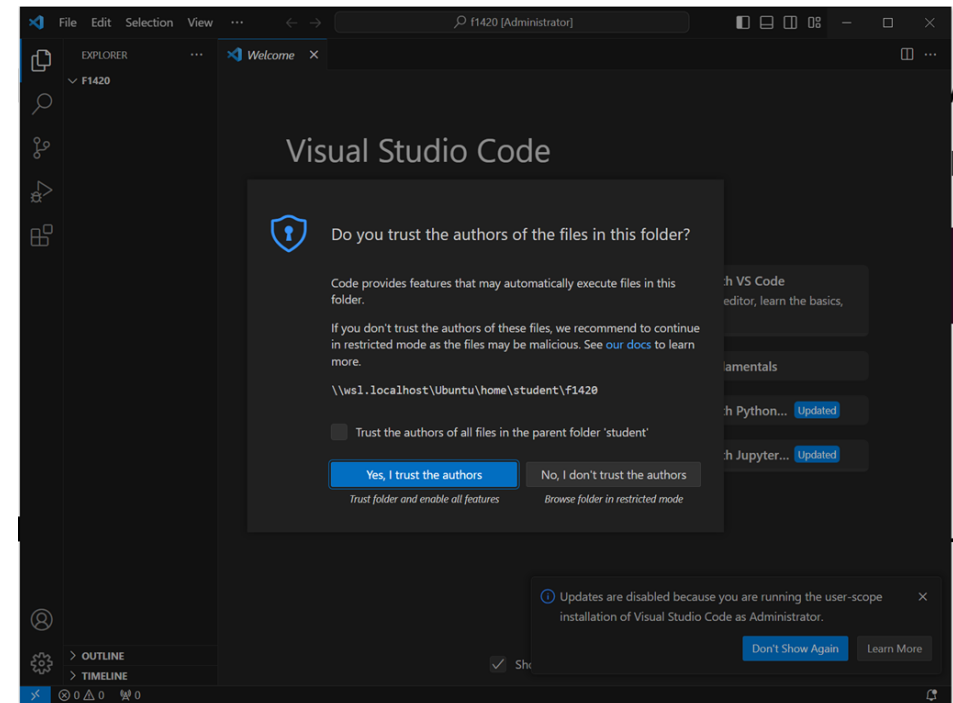 File Edit Selection View ··· f1420 [Administrator]
EXPLORER ···
Welcome
F1420
Visual Studio Code
Do you trust the authors of the files in this folder?
Code provides features that may automatically execute files in this
folder.
If you don't trust the authors of these files, we recommend to continue
in restricted mode as the files may be malicious. See our docs to learn
more.
\\wsl.localhost\Ubuntu\home\student\f1420
Trust the authors of all files in the parent folder 'student'
Yes, I trust the authors
No, I don't trust the authors
Trust folder and enable all features
Browse folder in restricted mode
VS Code
editor, learn the basics,
Python... Updated
Jupyter... Updated
Updates are disabled because you are running the user-scope
installation of Visual Studio Code as Administrator.
Don't Show Again
Learn More
OUTLINE
TIMELINE
0 0 0